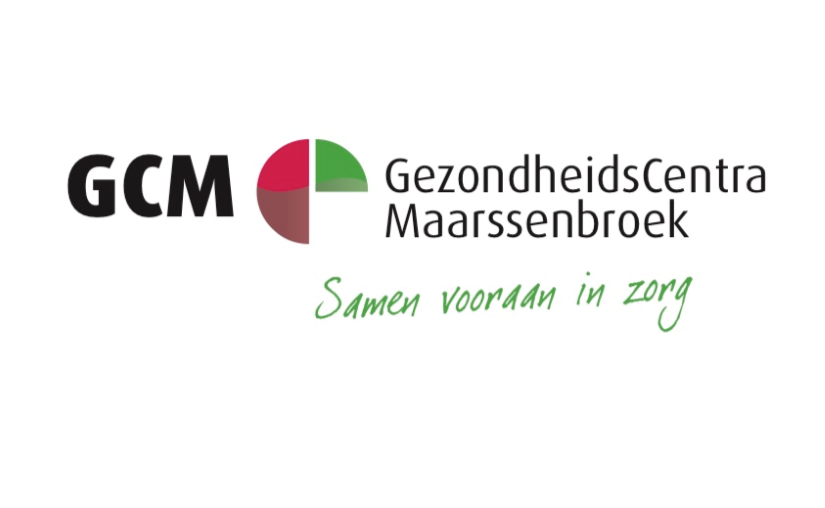 GCM
GezondheidsCentra
Maarssenbroek
Samen vooraan in zorg